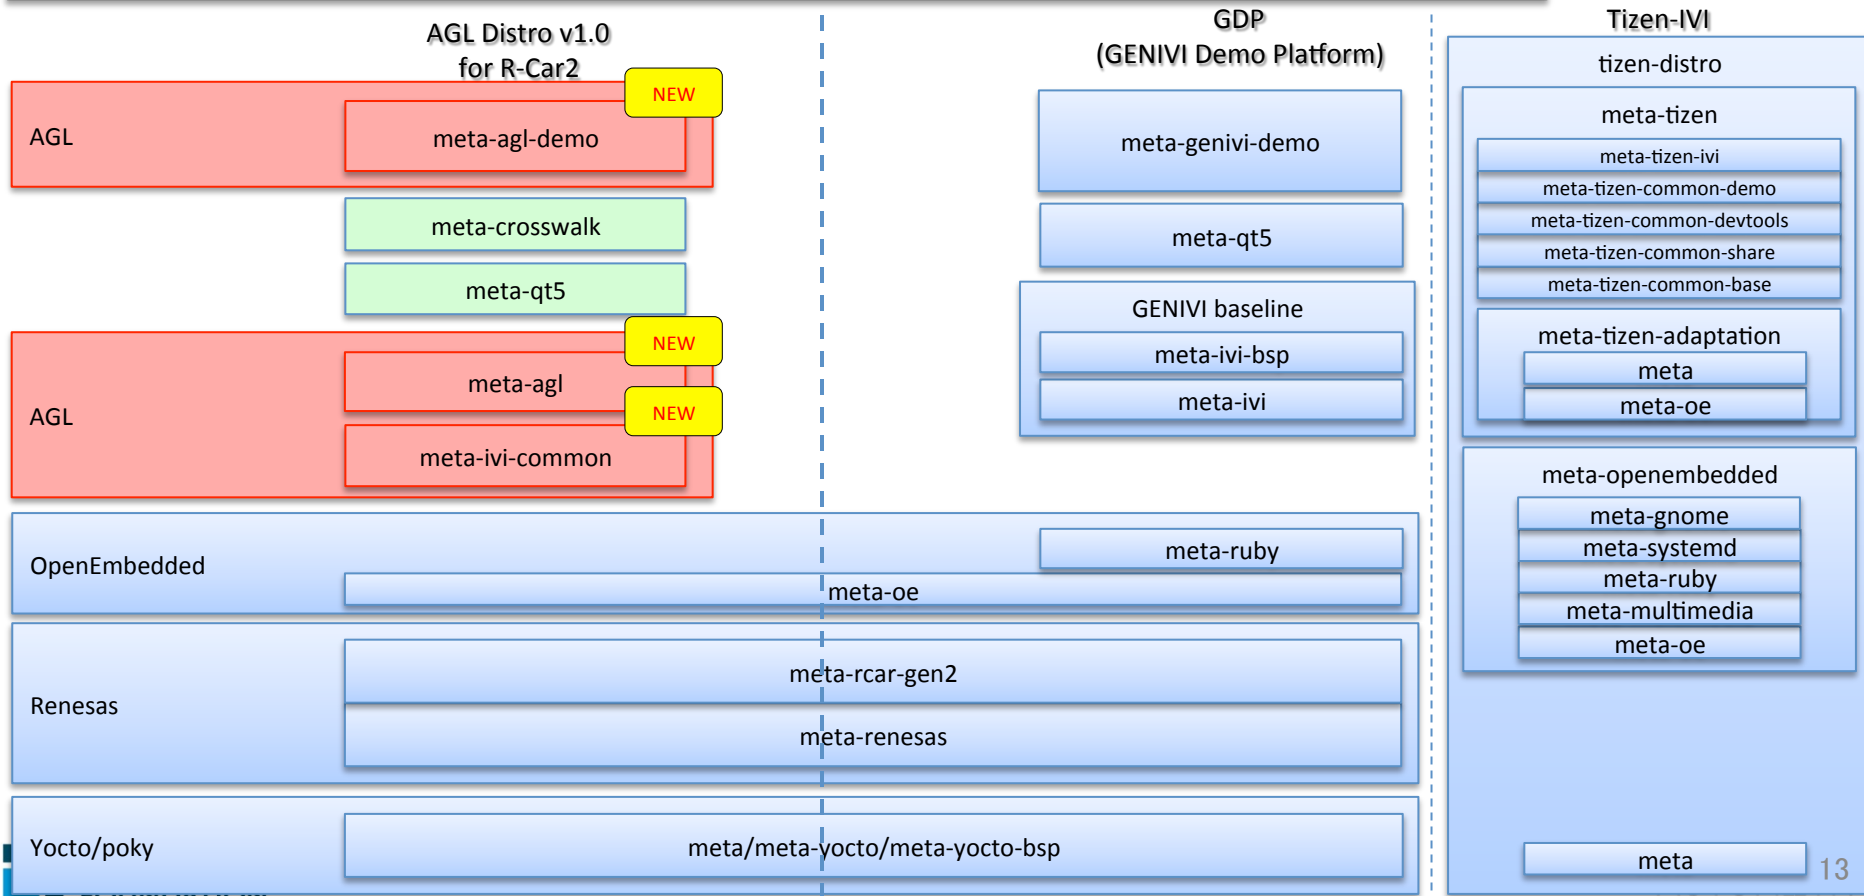 AGL Distro v1.0
for R-Car2
GDP
(GENIVI Demo Platform)
Tizen-IVI
AGL
NEW
meta-agl-demo
meta-crosswalk
meta-qt5
AGL
NEW
meta-agl
NEW
meta-ivi-common
meta-genivi-demo
meta-qt5
GENIVI baseline
meta-ivi-bsp
meta-ivi
OpenEmbedded
meta-ruby
meta-oe
Renesas
meta-rcar-gen2
meta-renesas
Yocto/poky
meta/meta-yocto/meta-yocto-bsp
tizen-distro
meta-tizen
meta-tizen-ivi
meta-tizen-common-demo
meta-tizen-common-devtools
meta-tizen-common-share
meta-tizen-common-base
meta-tizen-adaptation
meta
meta-oe
meta-openembedded
meta-gnome
meta-systemd
meta-ruby
meta-multimedia
meta-oe
meta
13